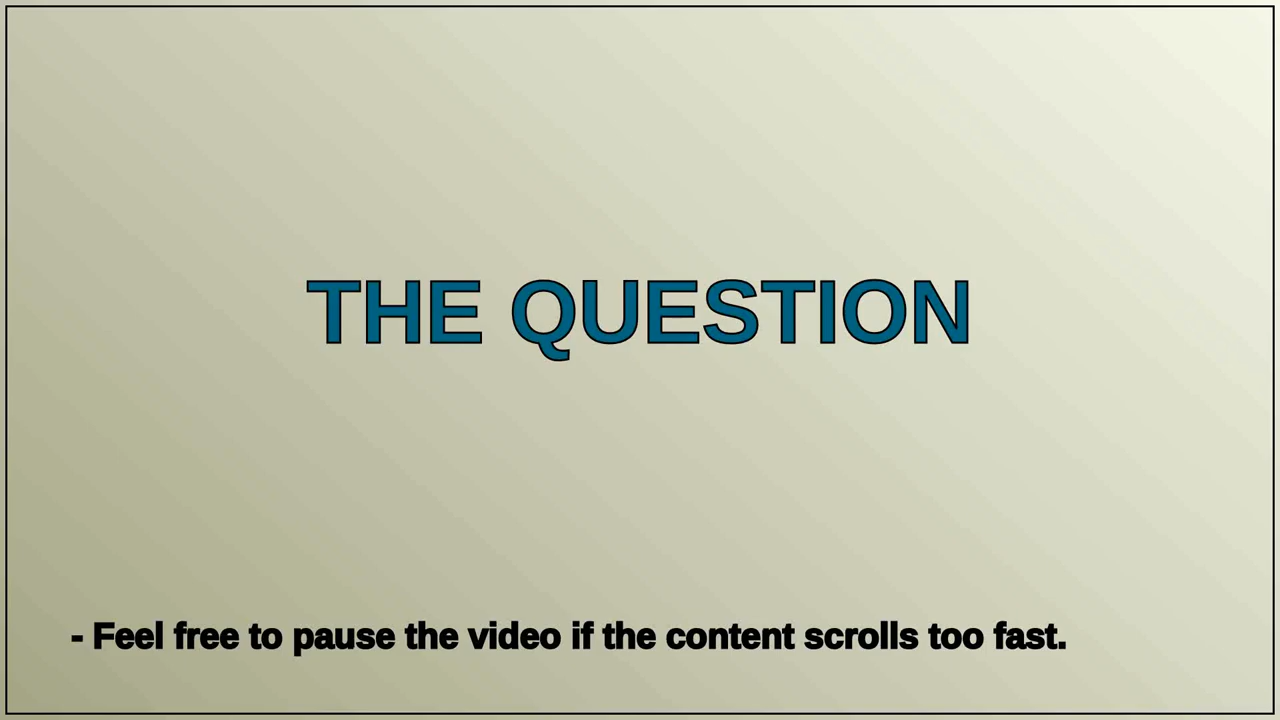 THE QUESTION
- Feel free to pause the video if the content scrolls too fast.